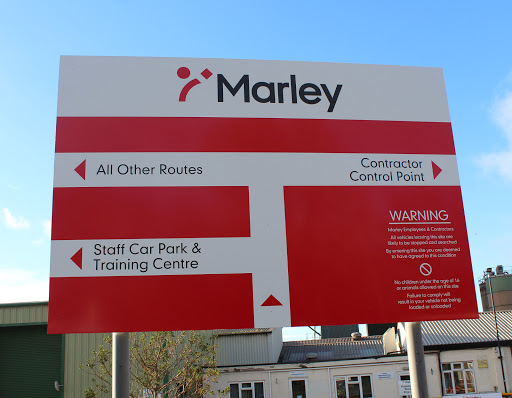 Marley
All Other Routes
Contractor
Control Point
Staff Car Park &
Training Centre
WARNING
Marley Employees & Contractors
All vehicles leaving this site are
likely to be stopped and searched
By entering this site you are deemed
to have agreed to this condition
No children under the age of 16
or animals allowed on this site
Failure to comply will
result in your vehicle not being
loaded or unloaded